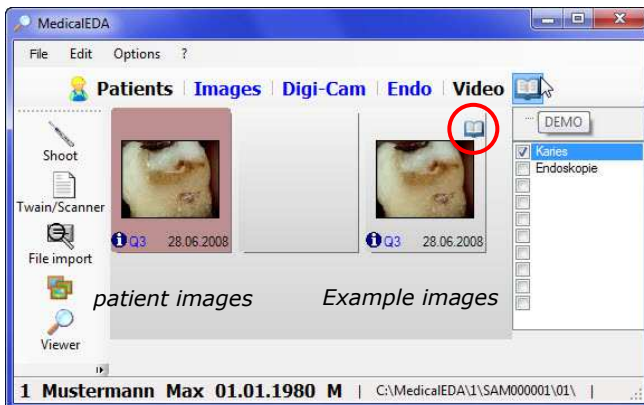 MedicalEDA
File Edit Options ?
Patients Images Digi-Cam Endo Video
DEMO
Shoot
Twain/Scanner
File import
Viewer
Q3 28.06.2008
Q3 28.06.2008
patient images
Example images
Karies
Endoskopie
1 Mustermann Max 01.01.1980 M | C:\MedicalEDA\1\SAM000001\01\ |